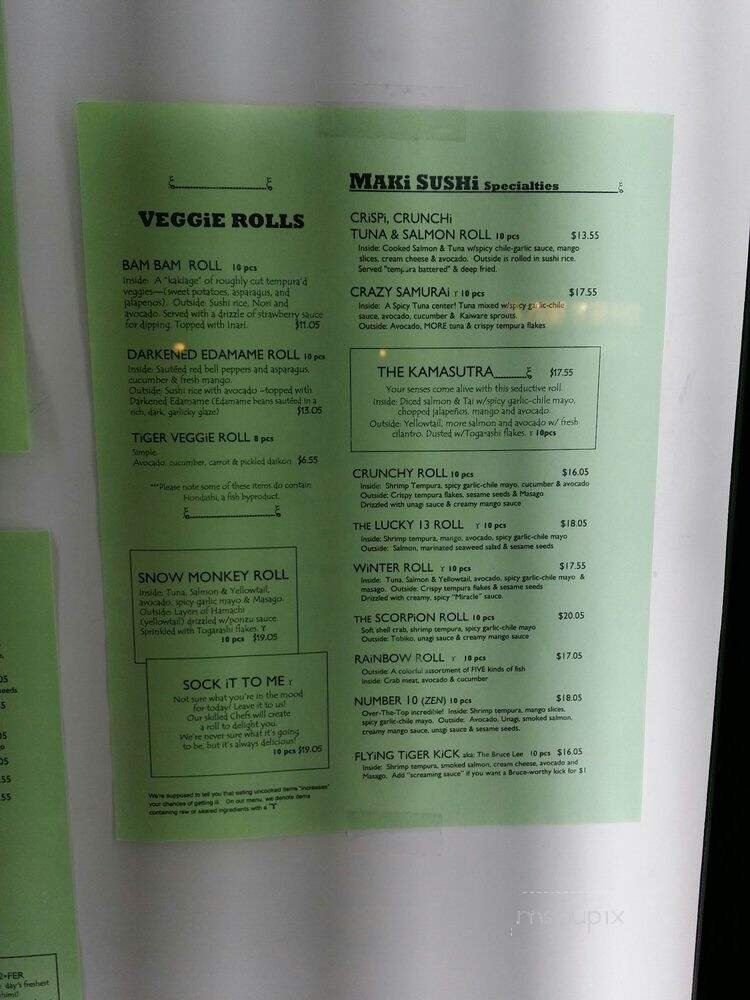 VEGGiE ROLLS
BAM BAM ROLL 10 pcs
Inside: A "kakiage" of roughly cut tempura'd
veggies—(sweet potatoes, asparagus, and
jalapenos). Outside: Sushi rice, Nori and
avocado. Served with a drizzle of strawberry sauce
for dipping. Topped with Inari. $11.05
DARKENED EDAMAME ROLL 10 pcs
Inside: Sautéed red bell peppers and asparagus,
cucumber & fresh mango.
Outside: Sushi rice with avocado –topped with
Darkened Edamame (Edamame beans sautéed in a
rich, dark, garlicky glaze) $13.05
TiGER VEGGiE ROLL 8 pcs
Simple.
Avocado, cucumber, carrot & pickled daikon $6.55
***Please note some of these items do contain
Hondashi, a fish byproduct.
SNOW MONKEY ROLL
Inside: Tuna, Salmon & Yellowtail,
avocado, spicy garlic mayo & Masago.
Outside: Layers of Hamachi
(yellowtail) drizzled w/ponzu sauce.
Sprinkled with Togarashi flakes. ϒ
10 pcs $19.05
SOCK iT TO ME ϒ
Not sure what you're in the mood
for today? Leave it to us!
Our skilled Chefs will create
a roll to delight you.
We're never sure what it's going
to be, but it's always delicious!
10 pcs $19.05
We're supposed to tell you that eating uncooked items "increases"
your chances of getting ill. On our menu, we denote items
containing raw or seared ingredients with a "ϒ"
MAKi SUSHi Specialties
CRiSPi, CRUNCHi
TUNA & SALMON ROLL 10 pcs $13.55
Inside: Cooked Salmon & Tuna w/spicy chile-garlic sauce, mango
slices, cream cheese & avocado. Outside is rolled in sushi rice.
Served "tempura battered" & deep fried.
CRAZY SAMURAi ϒ 10 pcs $17.55
Inside: A Spicy Tuna center! Tuna mixed w/spicy garlic-chile
sauce, avocado, cucumber & Kaiware sprouts.
Outside: Avocado, MORE tuna & crispy tempura flakes
THE KAMASUTRA $17.55
Your senses come alive with this seductive roll.
Inside: Diced salmon & Tai w/spicy garlic-chile mayo,
chopped jalapeños, mango and avocado.
Outside: Yellowtail, more salmon and avocado w/ fresh
cilantro. Dusted w/Togarashi flakes. ϒ 10pcs
CRUNCHY ROLL 10 pcs $16.05
Inside: Shrimp Tempura, spicy garlic-chile mayo, cucumber & avocado
Outside: Crispy tempura flakes, sesame seeds & Masago
Drizzled with unagi sauce & creamy mango sauce
THE LUCKY 13 ROLL ϒ 10 pcs $18.05
Inside: Shrimp tempura, mango, avocado, spicy garlic-chile mayo
Outside: Salmon, marinated seaweed salad & sesame seeds
WiNTER ROLL ϒ 10 pcs $17.55
Inside: Tuna, Salmon & Yellowtail, avocado, spicy garlic-chile mayo &
masago. Outside: Crispy tempura flakes & sesame seeds
Drizzled with creamy, spicy "Miracle" sauce.
THE SCORPiON ROLL 10 pcs $20.05
Soft shell crab, shrimp tempura, spicy garlic-chile mayo
Outside: Tobiko, unagi sauce & creamy mango sauce
RAiNBOW ROLL ϒ 10 pcs $17.05
Outside: A colorful assortment of FIVE kinds of fish
Inside: Crab meat, avocado & cucumber
NUMBER 10 (ZEN) 10 pcs $18.05
Over-The-Top incredible! Inside: Shrimp tempura, mango slices,
spicy garlic-chile mayo. Outside: Avocado, Unagi, smoked salmon,
creamy mango sauce, unagi sauce & sesame seeds.
FLYiNG TiGER KiCK aka: The Bruce Lee 10 pcs $16.05
Inside: Shrimp tempura, smoked salmon, cream cheese, avocado and
Masago. Add "screaming sauce" if you want a Bruce-worthy kick for $1
2•FER
day's freshest